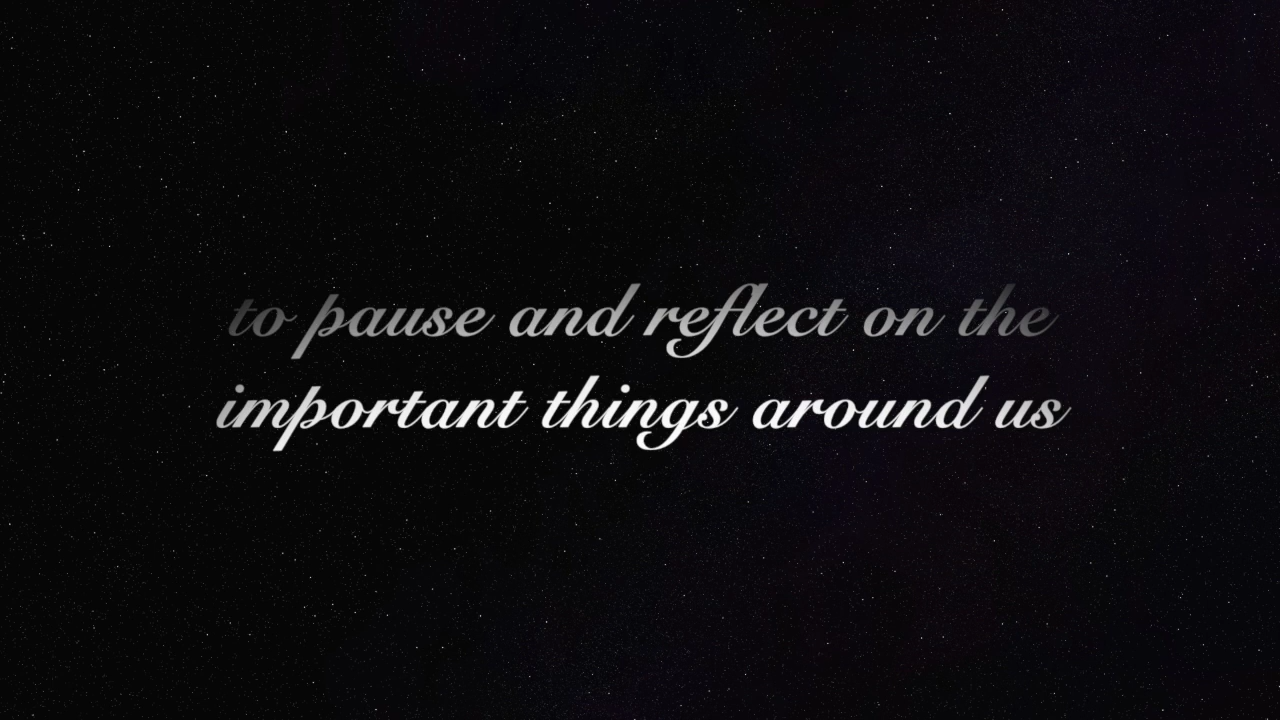 to pause and reflect on the
important things around us